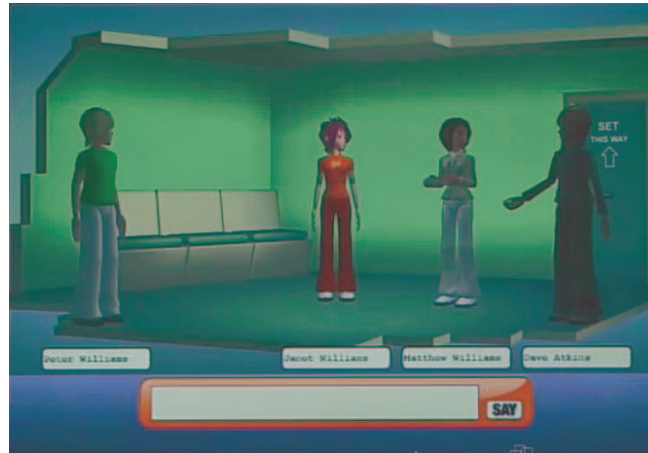 SET
THIS WAY
Peter Williams
Janet Williams
Matthew Williams
Dave Atkins
SAY